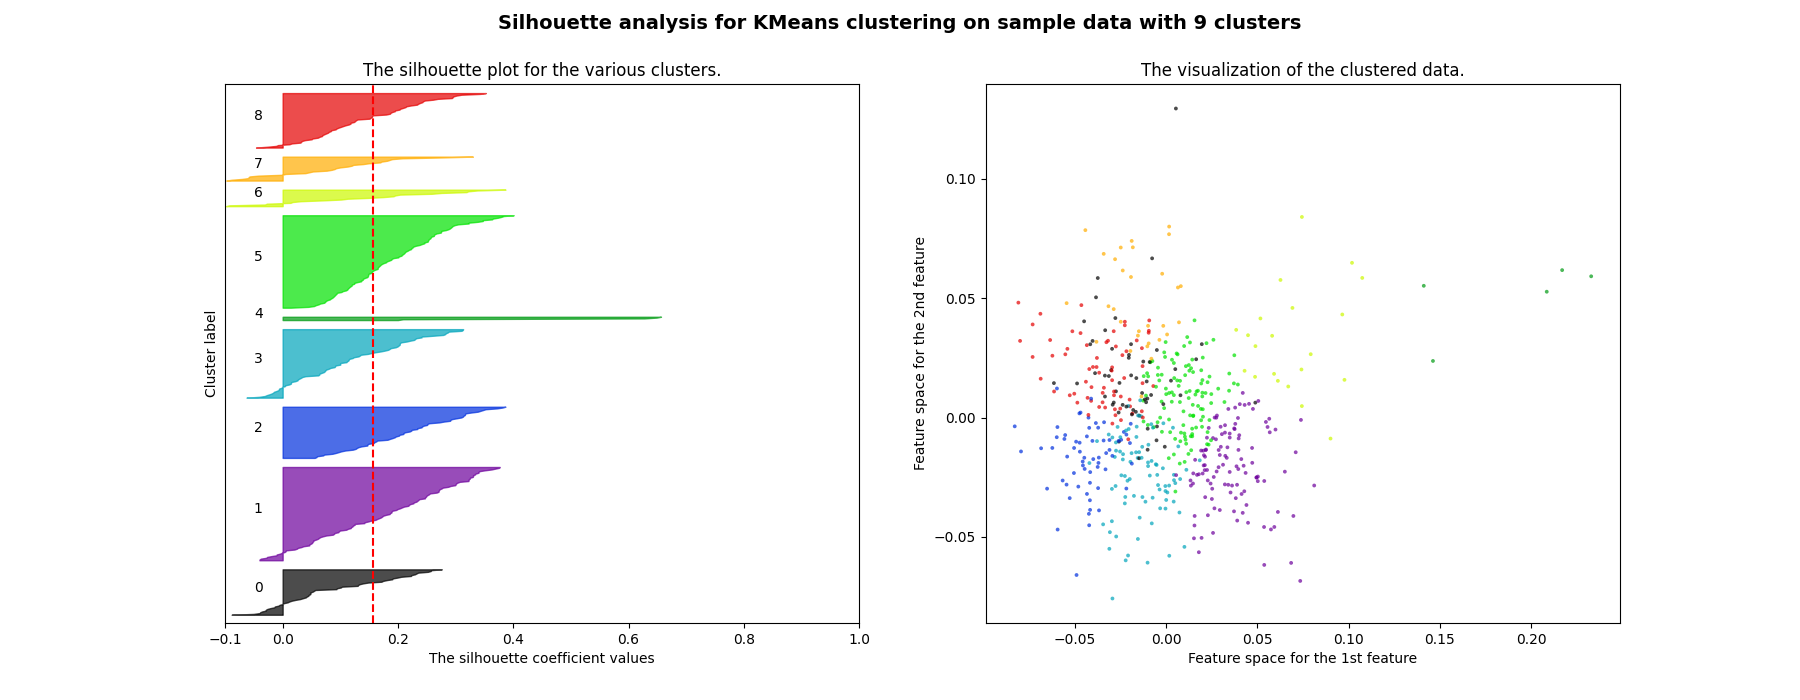 Silhouette analysis for KMeans clustering on sample data with 9 clusters
The silhouette plot for the various clusters.
8
7
6
5
4
3
2
1
0
Cluster label
−0.1 0.0 0.2 0.4 0.6 0.8 1.0
The silhouette coefficient values
The visualization of the clustered data.
0.10
0.05
0.00
−0.05
Feature space for the 2nd feature
−0.05 0.00 0.05 0.10 0.15 0.20
Feature space for the 1st feature